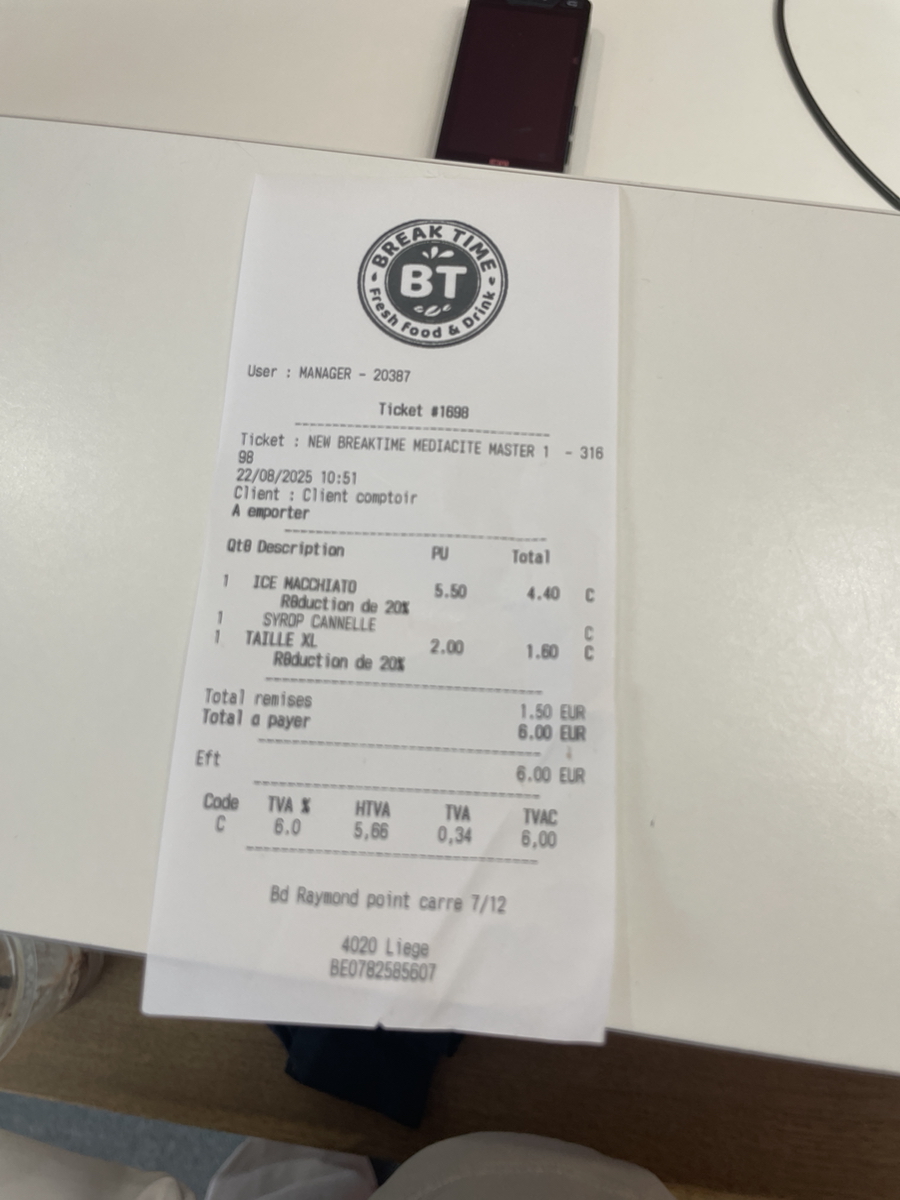 BREAK TIME
BT
Fresh Food & Drink
User : MANAGER - 20387
Ticket #1698
Ticket : NEW BREAKTIME MEDIACITE MASTER 1 - 316
98
22/08/2025 10:51
Client : Client comptoir
A emporter
Qt0 Description PU Total
1 ICE MACCHIATO 5.50 4.40 C
R0duction de 20%
1 SYROP CANNELLE C
1 TAILLE XL 2.00 1.60 C
R0duction de 20%
Total remises 1.50 EUR
Total a payer 6.00 EUR
Eft 6.00 EUR
Code TVA % HTVA TVA TVAC
C 6.0 5,66 0,34 6,00
Bd Raymond point carre 7/12
4020 Liege
BE0782585607